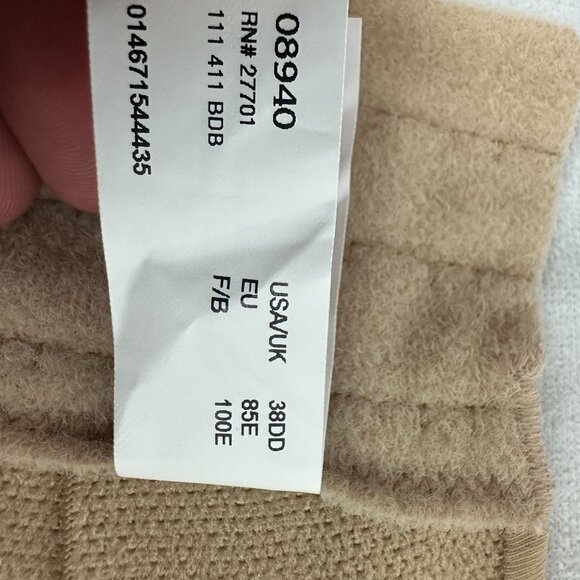 08940
RN# 27701
111 411 BDB
014671544435
USA/UK 38DD
EU 85E
F/B 100E